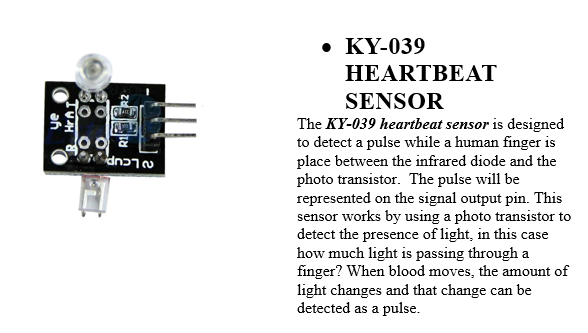 • KY-039
HEARTBEAT
SENSOR
The KY-039 heartbeat sensor is designed
to detect a pulse while a human finger is
place between the infrared diode and the
photo transistor.  The pulse will be
represented on the signal output pin. This
sensor works by using a photo transistor to
detect the presence of light, in this case
how much light is passing through a
finger? When blood moves, the amount of
light changes and that change can be
detected as a pulse.
R2
R1
S